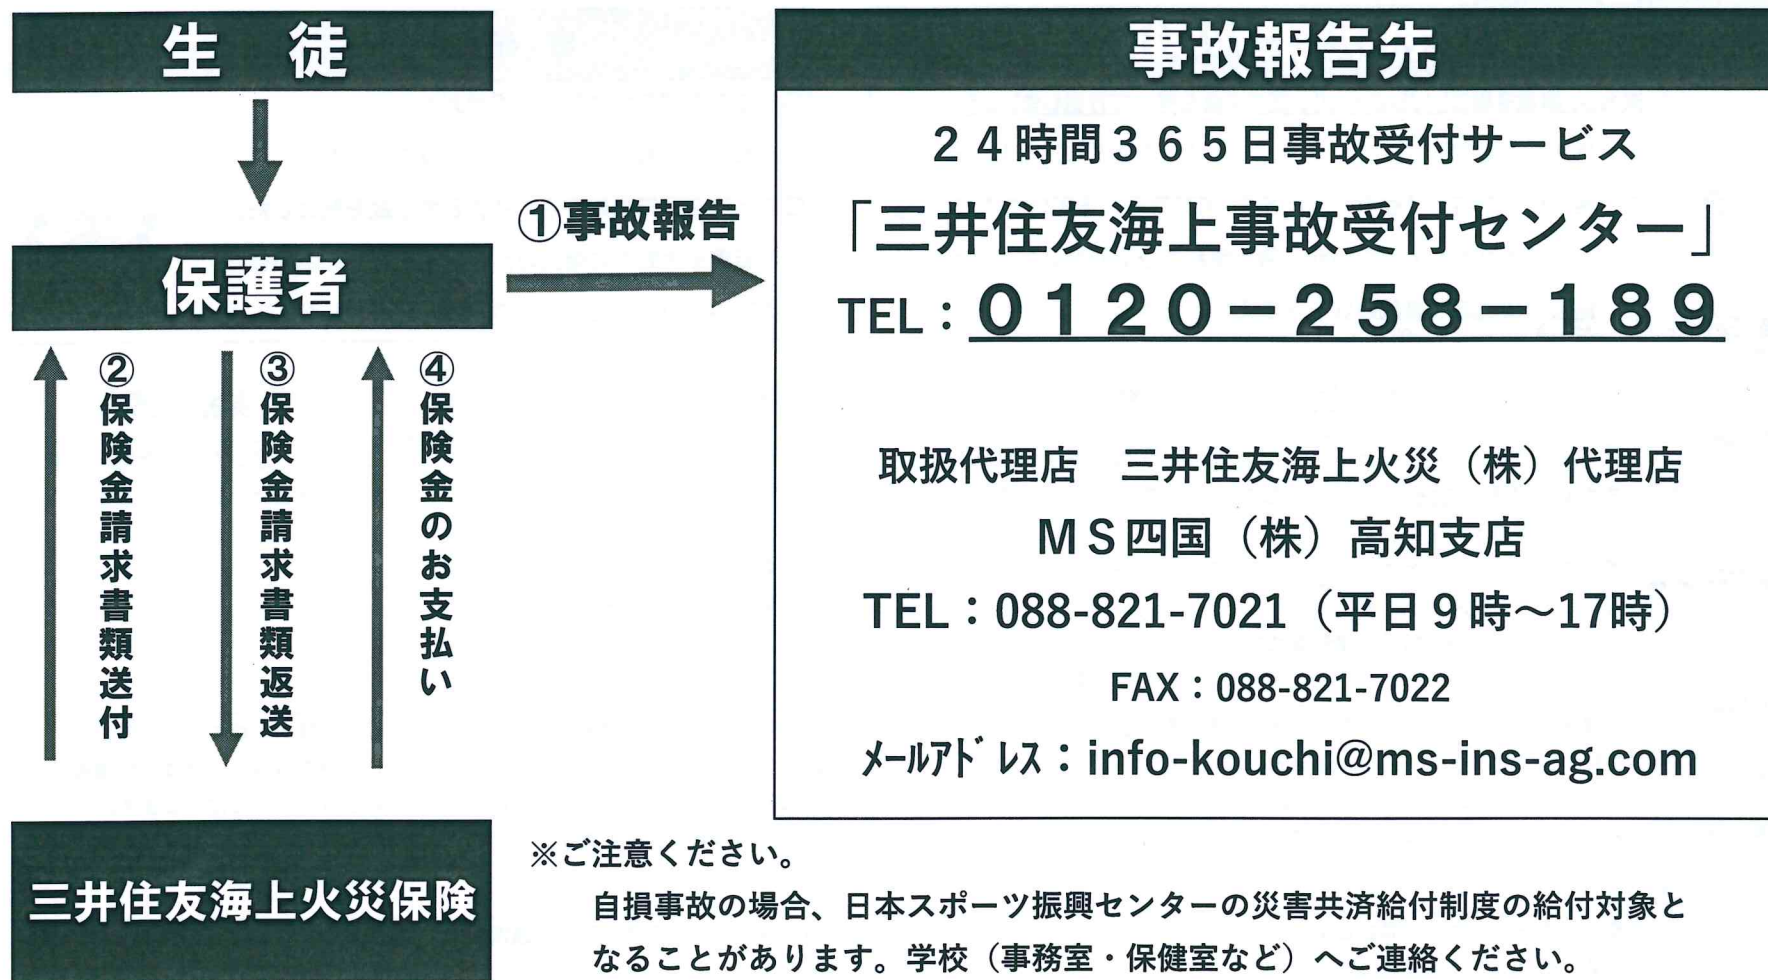 生　徒
保護者
②保険金請求書類送付
③保険金請求書類返送
④保険金のお支払い
三井住友海上火災保険
①事故報告
事故報告先
２４時間３６５日事故受付サービス
「三井住友海上事故受付センター」
TEL：０１２０－２５８－１８９
取扱代理店　三井住友海上火災（株）代理店
ＭＳ四国（株）高知支店
TEL：088-821-7021（平日９時～17時）
FAX：088-821-7022
ﾒｰﾙｱﾄﾞﾚｽ：info-kouchi@ms-ins-ag.com
※ご注意ください。
自損事故の場合、日本スポーツ振興センターの災害共済給付制度の給付対象と
なることがあります。学校（事務室・保健室など）へご連絡ください。